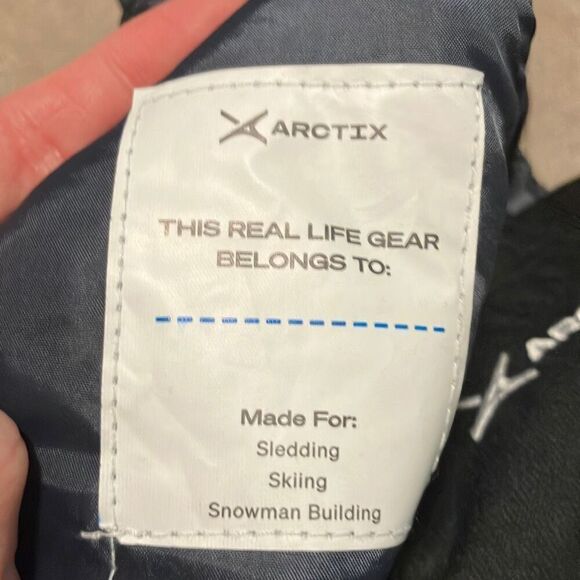 ARCTIX
THIS REAL LIFE GEAR
BELONGS TO:
Made For:
Sledding
Skiing
Snowman Building